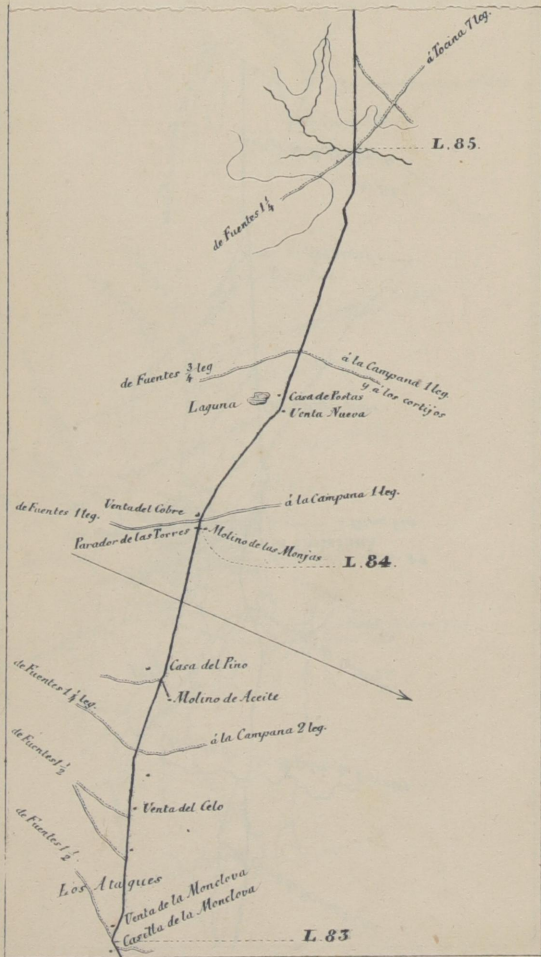 á Tocina 7 leg.
L. 85.
de Fuentes 1 1/4
de Fuentes 3/4 leg
á la Campana 1 leg.
y á los cortijos
Laguna
Casa de Postas
Venta Nueva
Venta del Cobre
á la Campana 1 leg.
de Fuentes 1 leg.
Parador de las Torres
Molino de las Monjas
L. 84.
Casa del Pino
de Fuentes 1 1/4 leg.
Molino de Aceite
á la Campana 2 leg.
de Fuentes 1 1/2
Venta del Celo
de Fuentes 1 1/2
Los Ataques
Venta de la Monclova
Casilla de la Monclova
L. 83